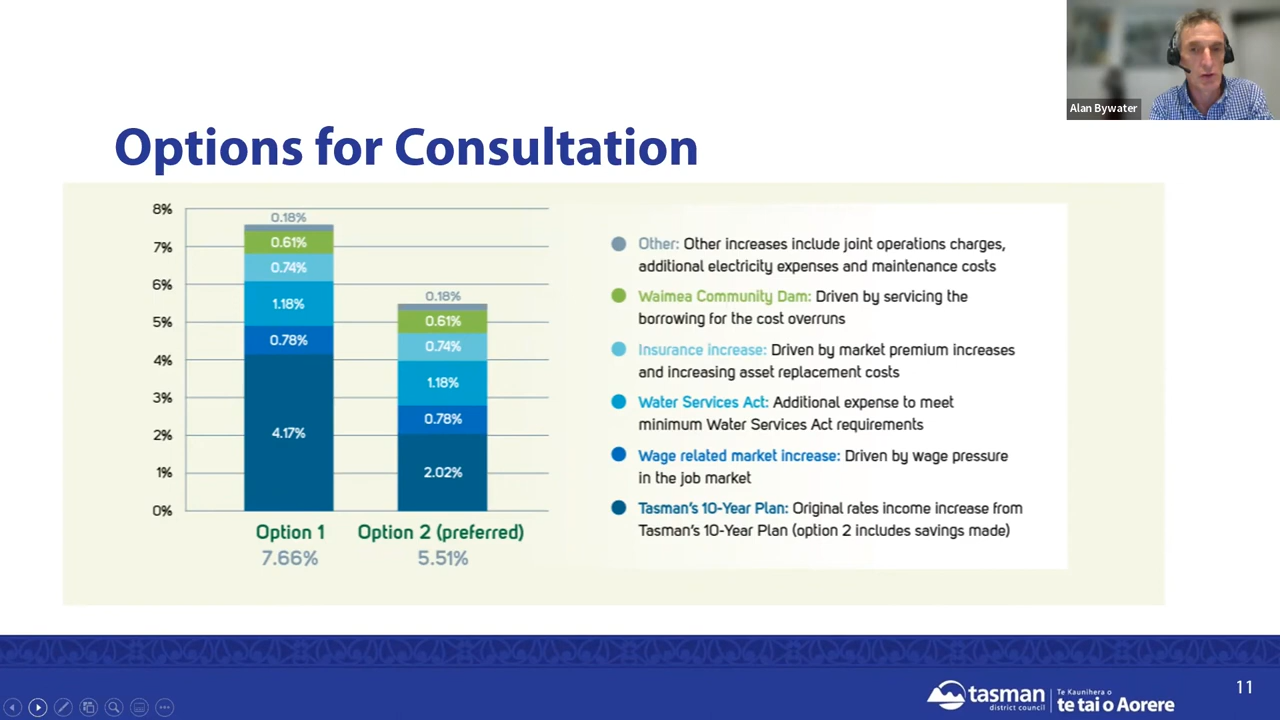 Alan Bywater
Options for Consultation
8%
7%
6%
5%
4%
3%
2%
1%
0%
0.18%
0.61%
0.74%
1.18%
0.78%
4.17%
0.18%
0.61%
0.74%
1.18%
0.78%
2.02%
Option 1
7.66%
Option 2 (preferred)
5.51%
Other: Other increases include joint operations charges,
additional electricity expenses and maintenance costs
Waimea Community Dam: Driven by servicing the
borrowing for the cost overruns
Insurance increase: Driven by market premium increases
and increasing asset replacement costs
Water Services Act: Additional expense to meet
minimum Water Services Act requirements
Wage related market increase: Driven by wage pressure
in the job market
Tasman's 10-Year Plan: Original rates income increase from
Tasman's 10-Year Plan (option 2 includes savings made)
tasman
district council
Te Kaunihera o
te tai o Aorere
11